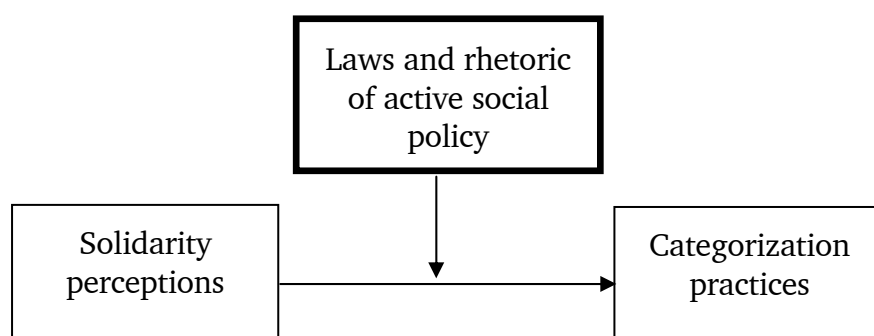 Laws and rhetoric
of active social
policy
Solidarity
perceptions
Categorization
practices